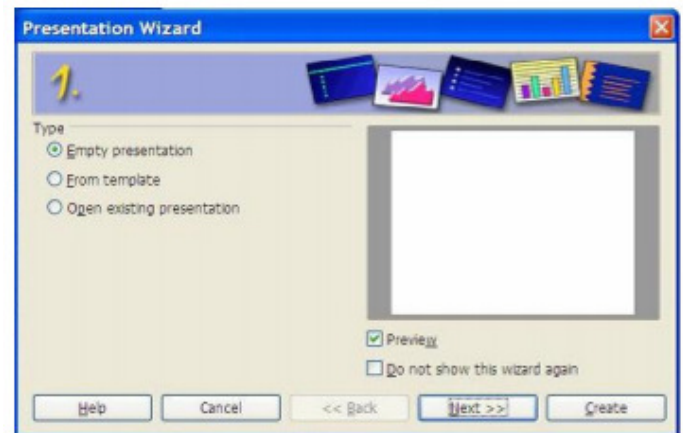 Presentation Wizard
1.
Type
Empty presentation
From template
Open existing presentation
Preview
Do not show this wizard again
Help
Cancel
<< Back
Next >>
Create